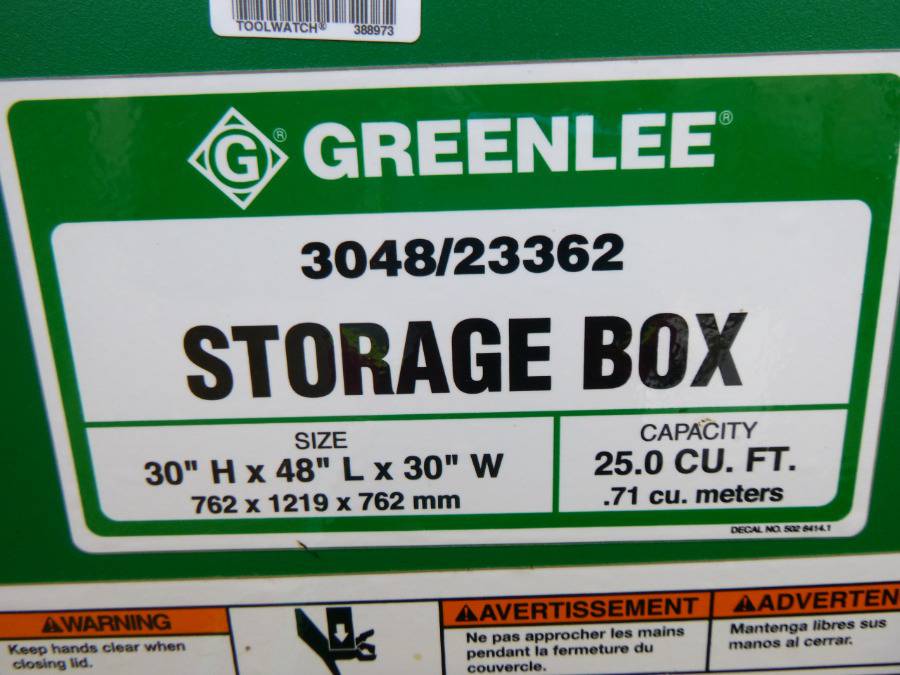 TOOLWATCH® 388973
G® GREENLEE®
3048/23362
STORAGE BOX
SIZE
30" H x 48" L x 30" W
762 x 1219 x 762 mm
CAPACITY
25.0 CU. FT.
.71 cu. meters
DECAL NO. 502 8414.1
WARNING
Keep hands clear when
closing lid.
AVERTISSEMENT
Ne pas approcher les mains
pendant la fermeture du
couvercle.
ADVERTEN
Mantenga libres sus
manos al cerrar.